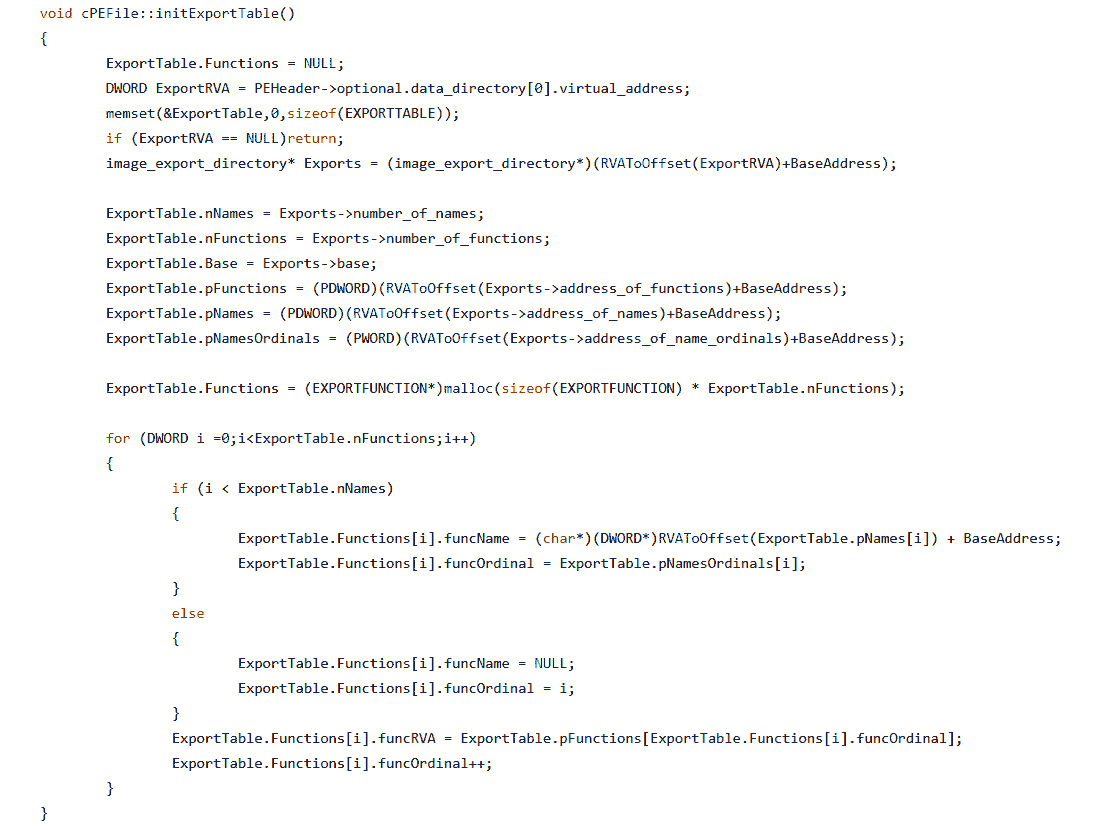 void cPEFile::initExportTable()
{
ExportTable.Functions = NULL;
DWORD ExportRVA = PEHeader->optional.data_directory[0].virtual_address;
memset(&ExportTable,0,sizeof(EXPORTTABLE));
if (ExportRVA == NULL)return;
image_export_directory* Exports = (image_export_directory*)(RVAToOffset(ExportRVA)+BaseAddress);
ExportTable.nNames = Exports->number_of_names;
ExportTable.nFunctions = Exports->number_of_functions;
ExportTable.Base = Exports->base;
ExportTable.pFunctions = (PDWORD)(RVAToOffset(Exports->address_of_functions)+BaseAddress);
ExportTable.pNames = (PDWORD)(RVAToOffset(Exports->address_of_names)+BaseAddress);
ExportTable.pNamesOrdinals = (PWORD)(RVAToOffset(Exports->address_of_name_ordinals)+BaseAddress);
ExportTable.Functions = (EXPORTFUNCTION*)malloc(sizeof(EXPORTFUNCTION) * ExportTable.nFunctions);
for (DWORD i =0;i<ExportTable.nFunctions;i++)
{
if (i < ExportTable.nNames)
{
ExportTable.Functions[i].funcName = (char*)(DWORD*)RVAToOffset(ExportTable.pNames[i]) + BaseAddress;
ExportTable.Functions[i].funcOrdinal = ExportTable.pNamesOrdinals[i];
}
else
{
ExportTable.Functions[i].funcName = NULL;
ExportTable.Functions[i].funcOrdinal = i;
}
ExportTable.Functions[i].funcRVA = ExportTable.pFunctions[ExportTable.Functions[i].funcOrdinal];
ExportTable.Functions[i].funcOrdinal++;
}
}